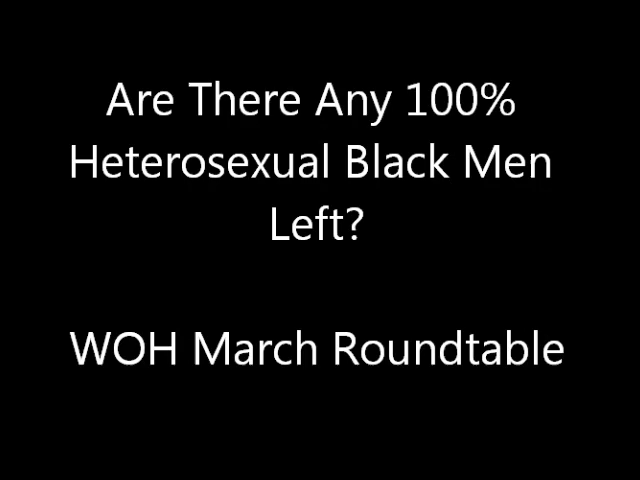 Are There Any 100%
Heterosexual Black Men
Left?
WOH March Roundtable